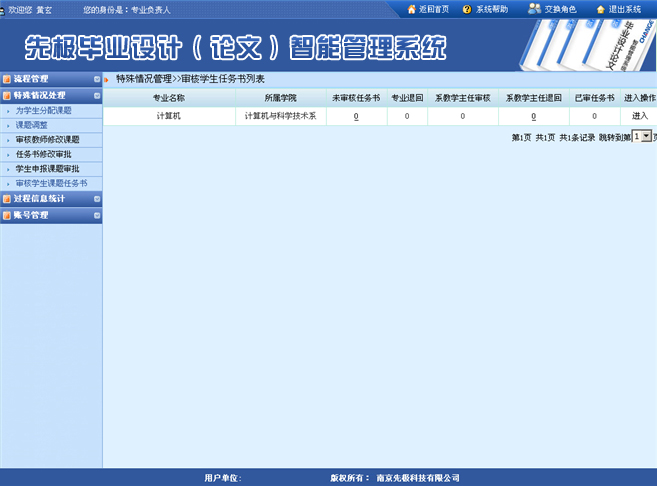 欢迎您 黄玄 您的身份是：专业负责人 返回首页 系统帮助 交换角色 退出系统
先极毕业设计（论文）智能管理系统
毕业设计论文
流程管理
特殊情况处理
为学生分配课题
课题调整
审核教师修改课题
任务书修改审批
学生申报课题审批
审核学生课题任务书
过程信息统计
账号管理
特殊情况管理>>审核学生任务书列表
专业名称 所属学院 未审核任务书 专业退回 系教学主任审核 系教学主任退回 已审任务书 进入操作
计算机 计算机与科学技术系 0 0 0 0 0 进入
第1页 共1页 共1条记录 跳转到第 1 页
用户单位: 版权所有： 南京先极科技有限公司